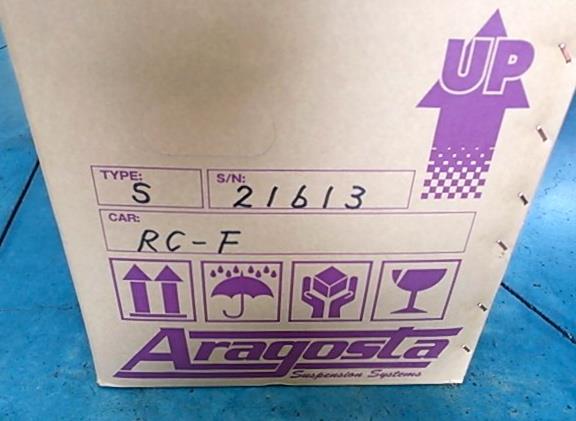 UP
TYPE: S
S/N: 21613
CAR: RC-F
Aragosta
Suspension Systems